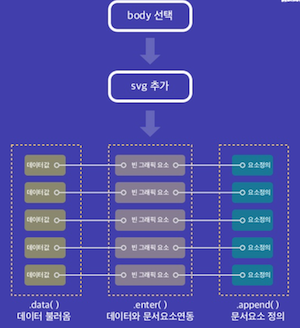 body 선택
svg 추가
데이터값 빈 그래픽 요소 요소정의
데이터값 빈 그래픽 요소 요소정의
데이터값 빈 그래픽 요소 요소정의
데이터값 빈 그래픽 요소 요소정의
데이터값 빈 그래픽 요소 요소정의
.data( ) .enter( ) .append( )
데이터 불러옴 데이터와 문서요소연동 문서요소 정의